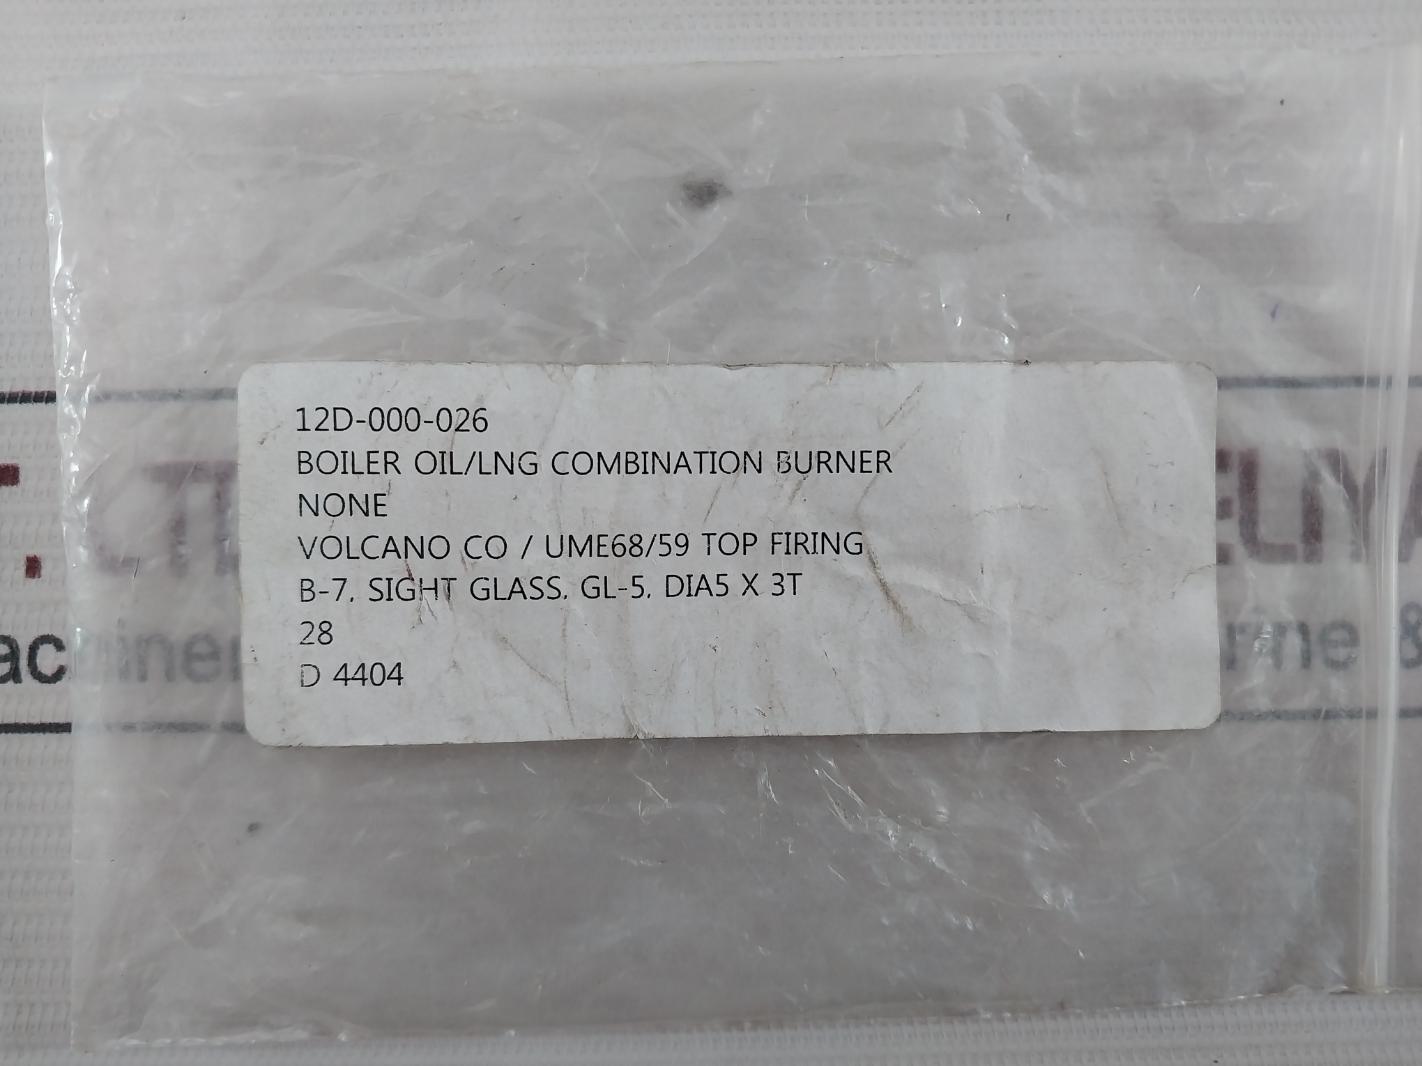 12D-000-026
BOILER OIL/LNG COMBINATION BURNER
NONE
VOLCANO CO / UME68/59 TOP FIRING
B-7. SIGHT GLASS. GL-5. DIA5 X 3T
28
D 4404